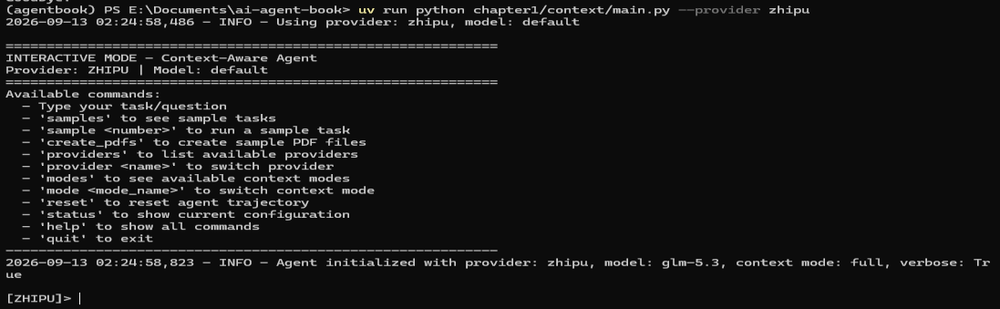 (agentbook) PS E:\Documents\ai-agent-book> uv run python chapter1/context/main.py --provider zhipu
2026-09-13 02:24:58,486 - INFO - Using provider: zhipu, model: default
============================================================
INTERACTIVE MODE - Context-Aware Agent
Provider: ZHIPU | Model: default
============================================================
Available commands:
  - Type your task/question
  - 'samples' to see sample tasks
  - 'sample <number>' to run a sample task
  - 'create_pdfs' to create sample PDF files
  - 'providers' to list available providers
  - 'provider <name>' to switch provider
  - 'modes' to see available context modes
  - 'mode <mode_name>' to switch context mode
  - 'reset' to reset agent trajectory
  - 'status' to show current configuration
  - 'help' to show all commands
  - 'quit' to exit
============================================================
2026-09-13 02:24:58,823 - INFO - Agent initialized with provider: zhipu, model: glm-5.3, context mode: full, verbose: Tr
ue
[ZHIPU]>